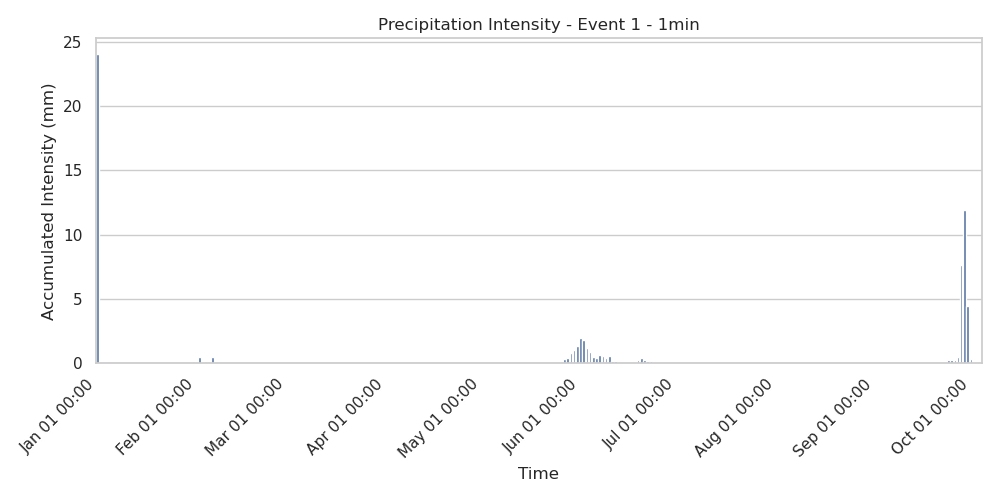 Precipitation Intensity - Event 1 - 1min
Accumulated Intensity (mm)
25
20
15
10
5
0
Jan 01 00:00
Feb 01 00:00
Mar 01 00:00
Apr 01 00:00
May 01 00:00
Jun 01 00:00
Jul 01 00:00
Aug 01 00:00
Sep 01 00:00
Oct 01 00:00
Time